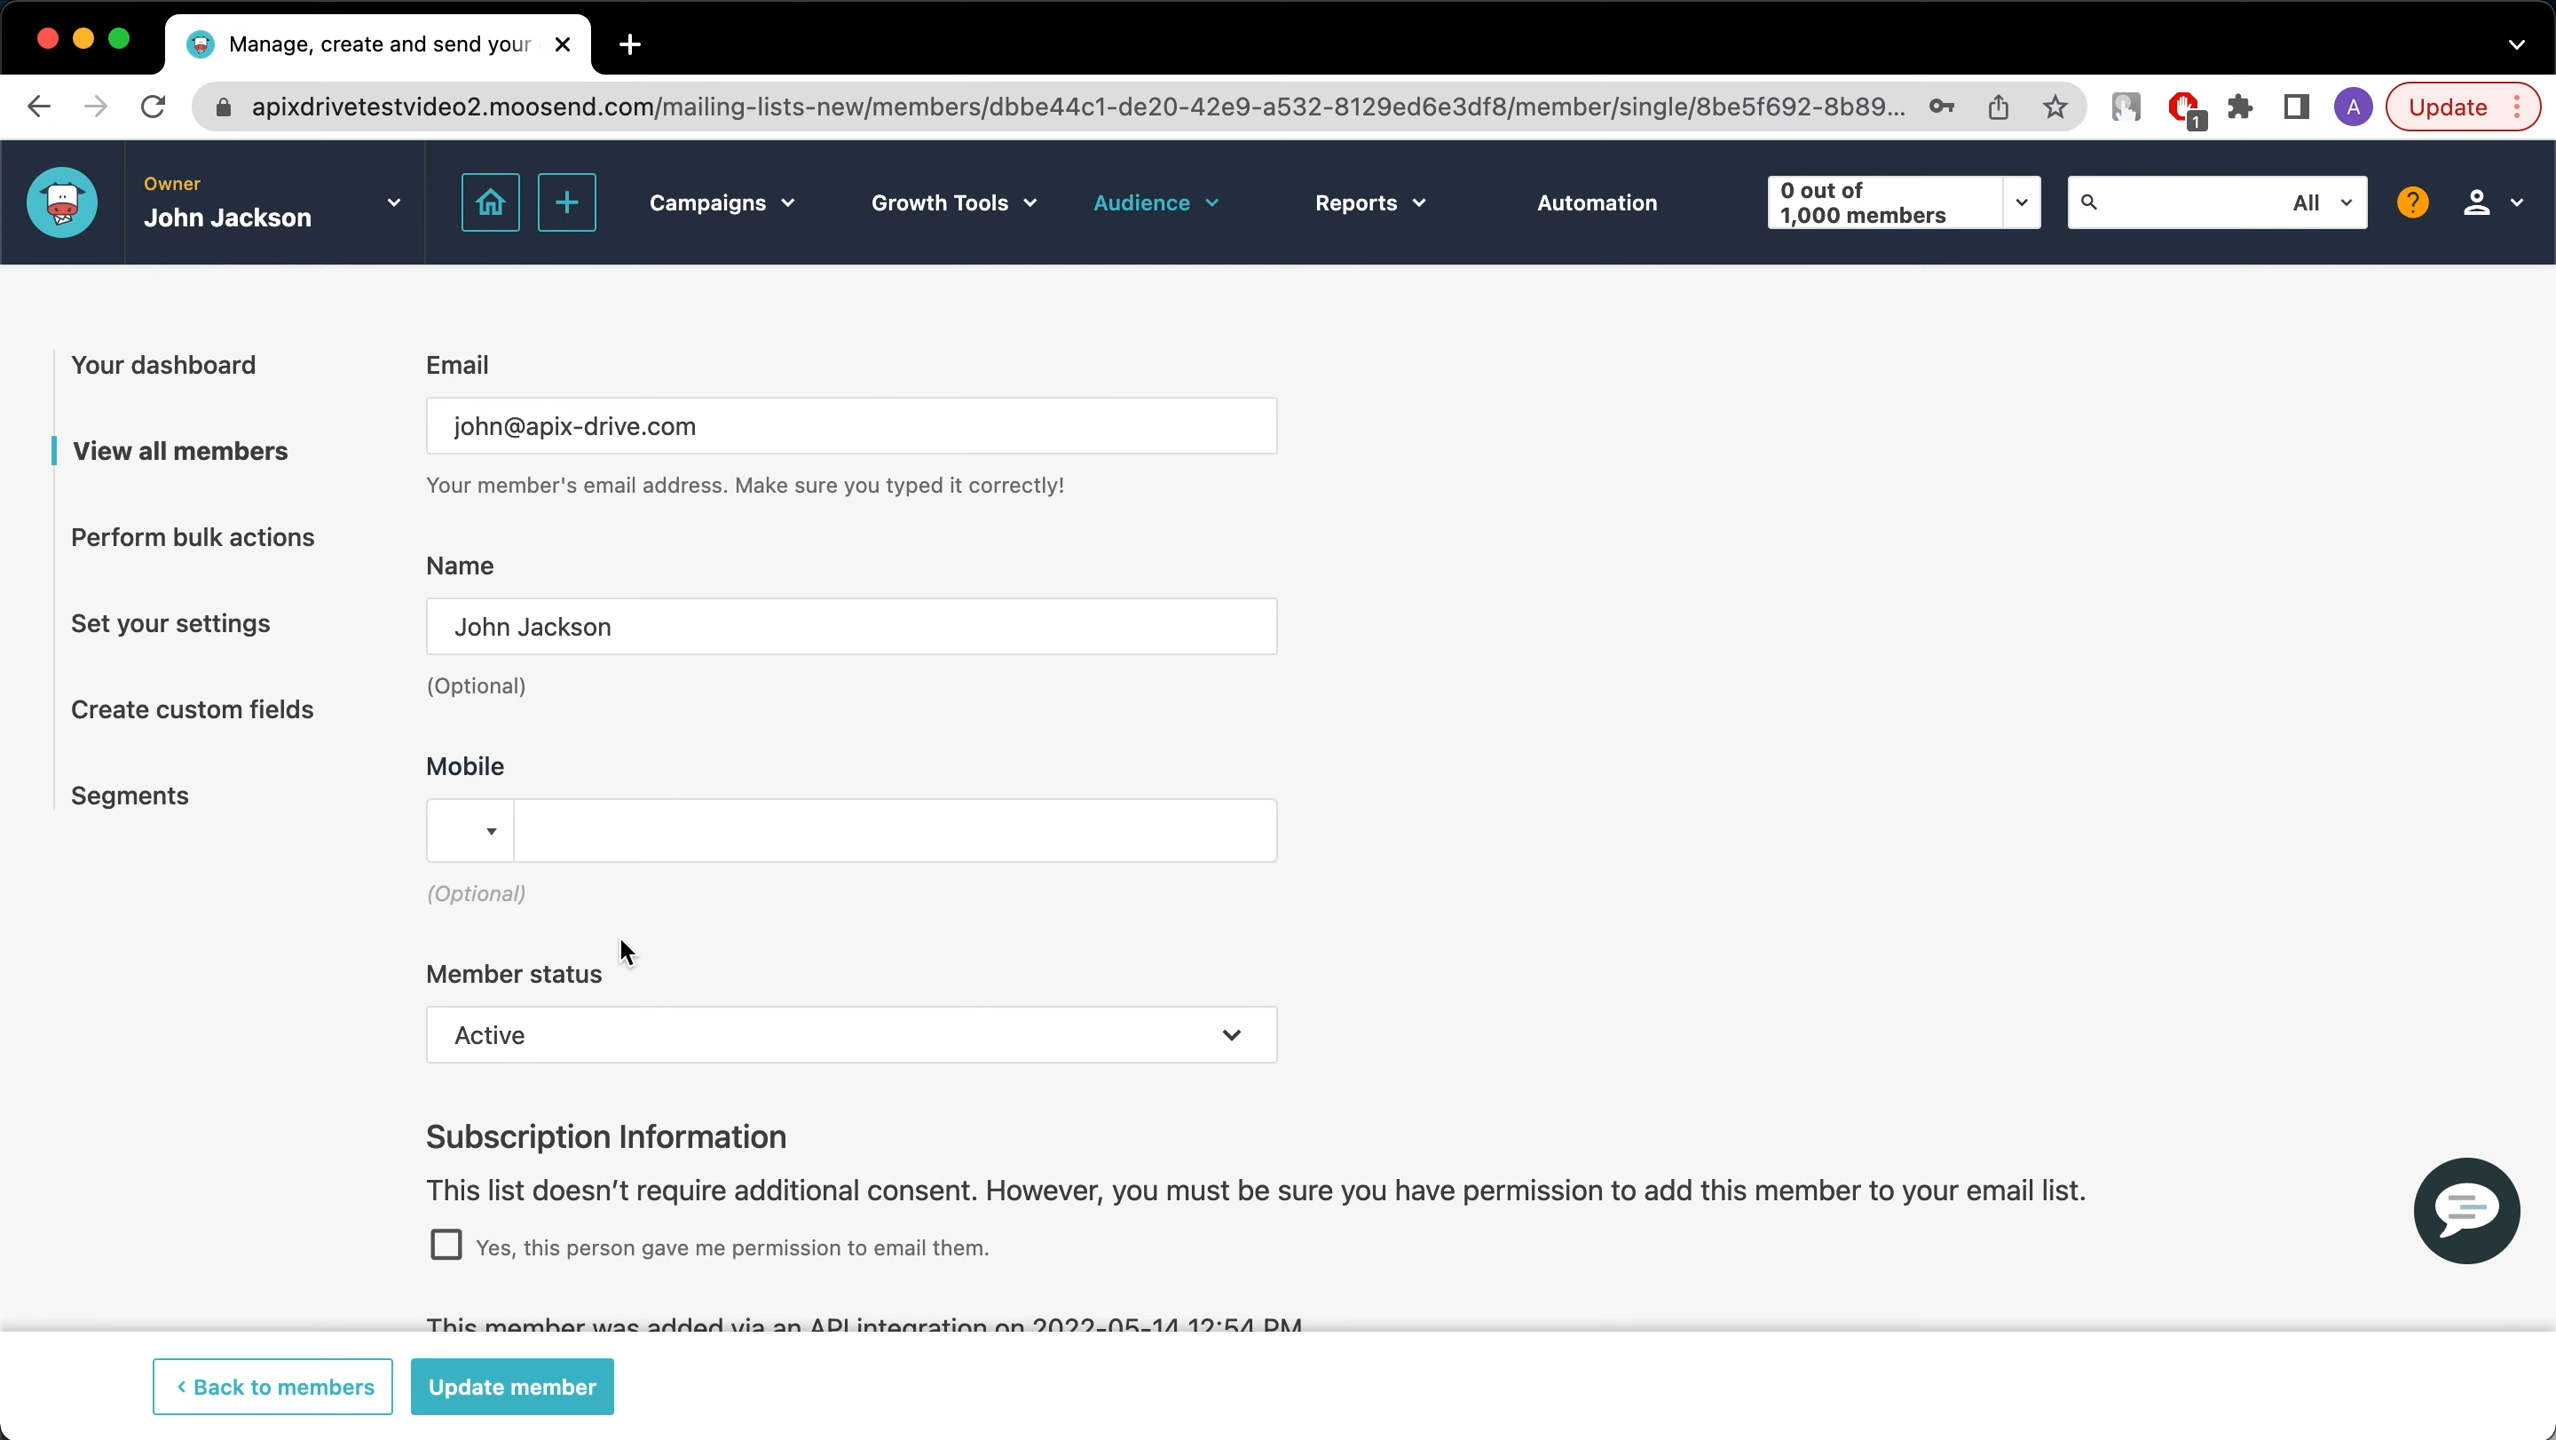 Manage, create and send your
apixdrivetestvideo2.moosend.com/mailing-lists-new/members/dbbe44c1-de20-42e9-a532-8129ed6e3df8/member/single/8be5f692-8b89...
1
A
Update
Owner
John Jackson
Campaigns
Growth Tools
Audience
Reports
Automation
0 out of
1,000 members
All
?
Your dashboard
View all members
Perform bulk actions
Set your settings
Create custom fields
Segments
Email
john@apix-drive.com
Your member's email address. Make sure you typed it correctly!
Name
John Jackson
(Optional)
Mobile
(Optional)
Member status
Active
Subscription Information
This list doesn't require additional consent. However, you must be sure you have permission to add this member to your email list.
Yes, this person gave me permission to email them.
This member was added via an API integration on 2022-05-14 12:54 PM
Back to members
Update member